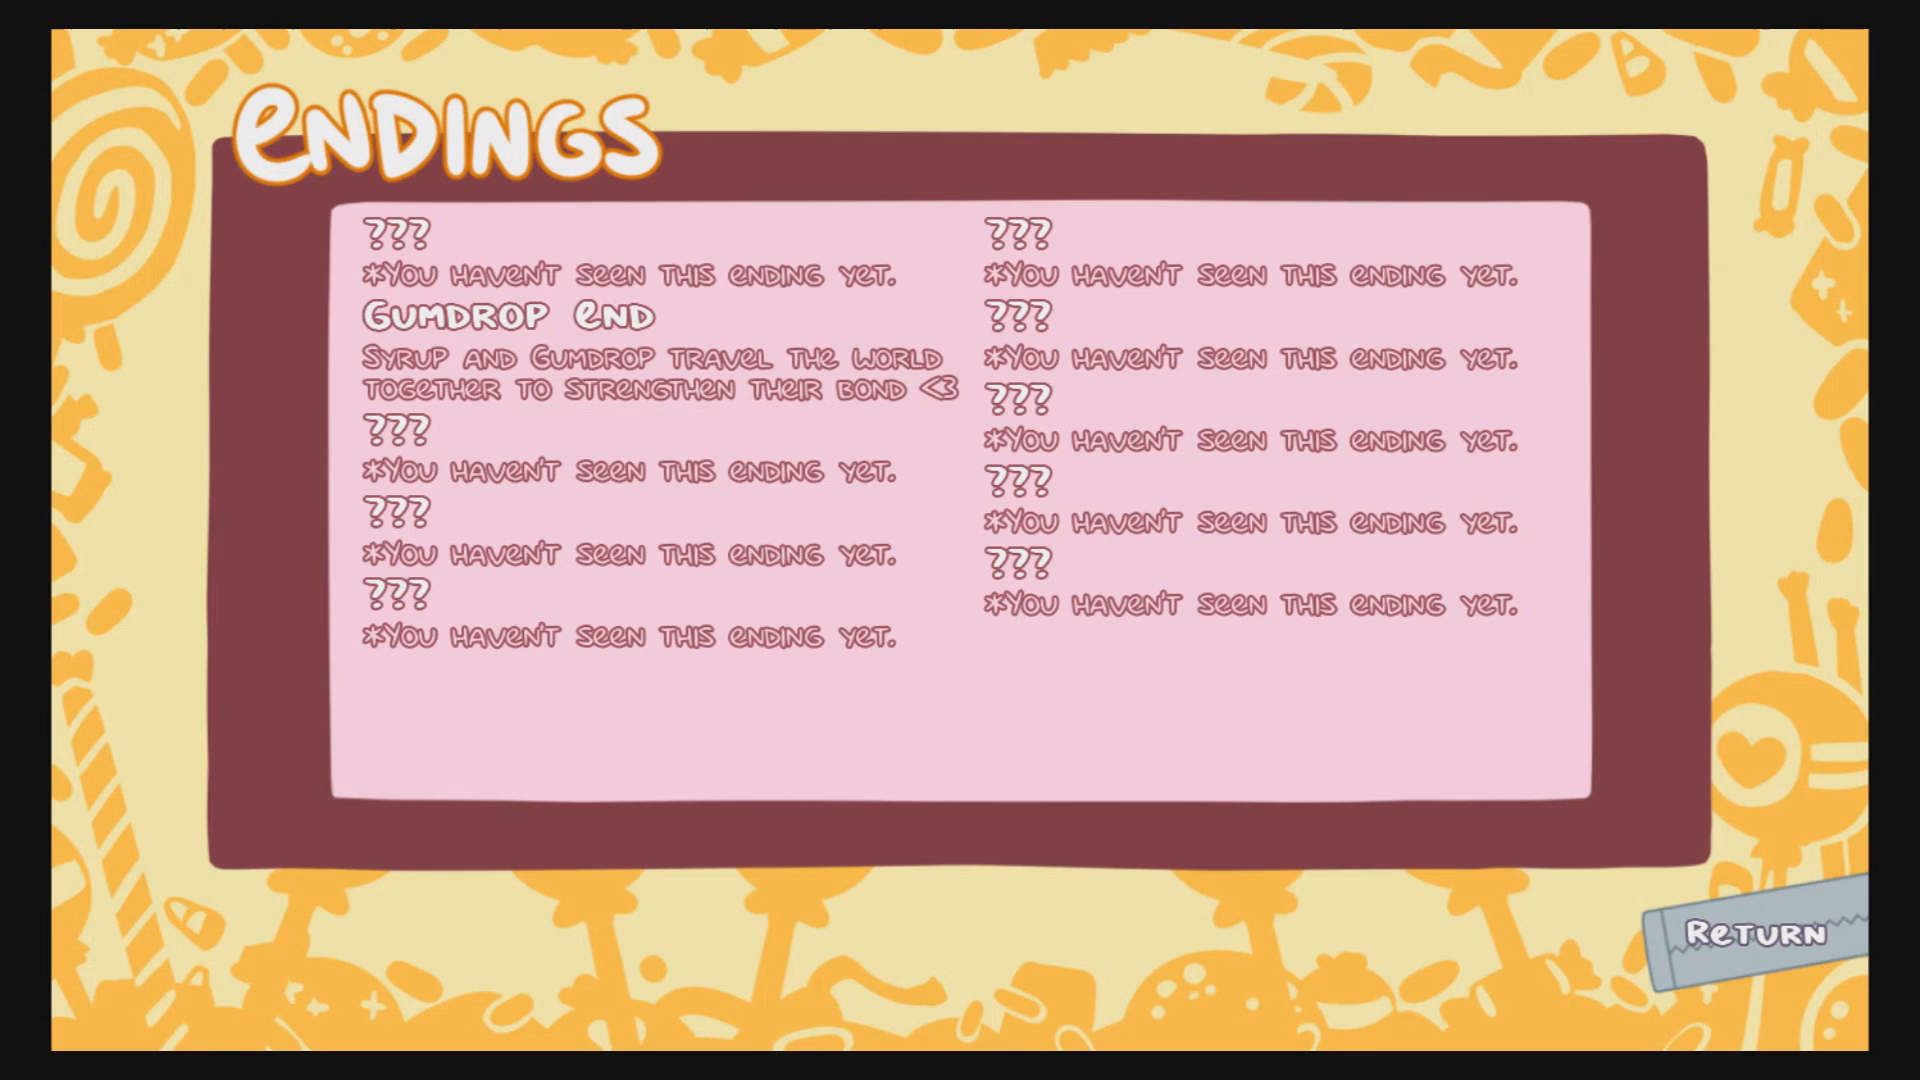 Endings
???
*You haven't seen this ending yet.
Gumdrop End
Syrup and Gumdrop travel the world
together to strengthen their bond <3
???
*You haven't seen this ending yet.
???
*You haven't seen this ending yet.
???
*You haven't seen this ending yet.
???
*You haven't seen this ending yet.
???
*You haven't seen this ending yet.
???
*You haven't seen this ending yet.
???
*You haven't seen this ending yet.
???
*You haven't seen this ending yet.
Return